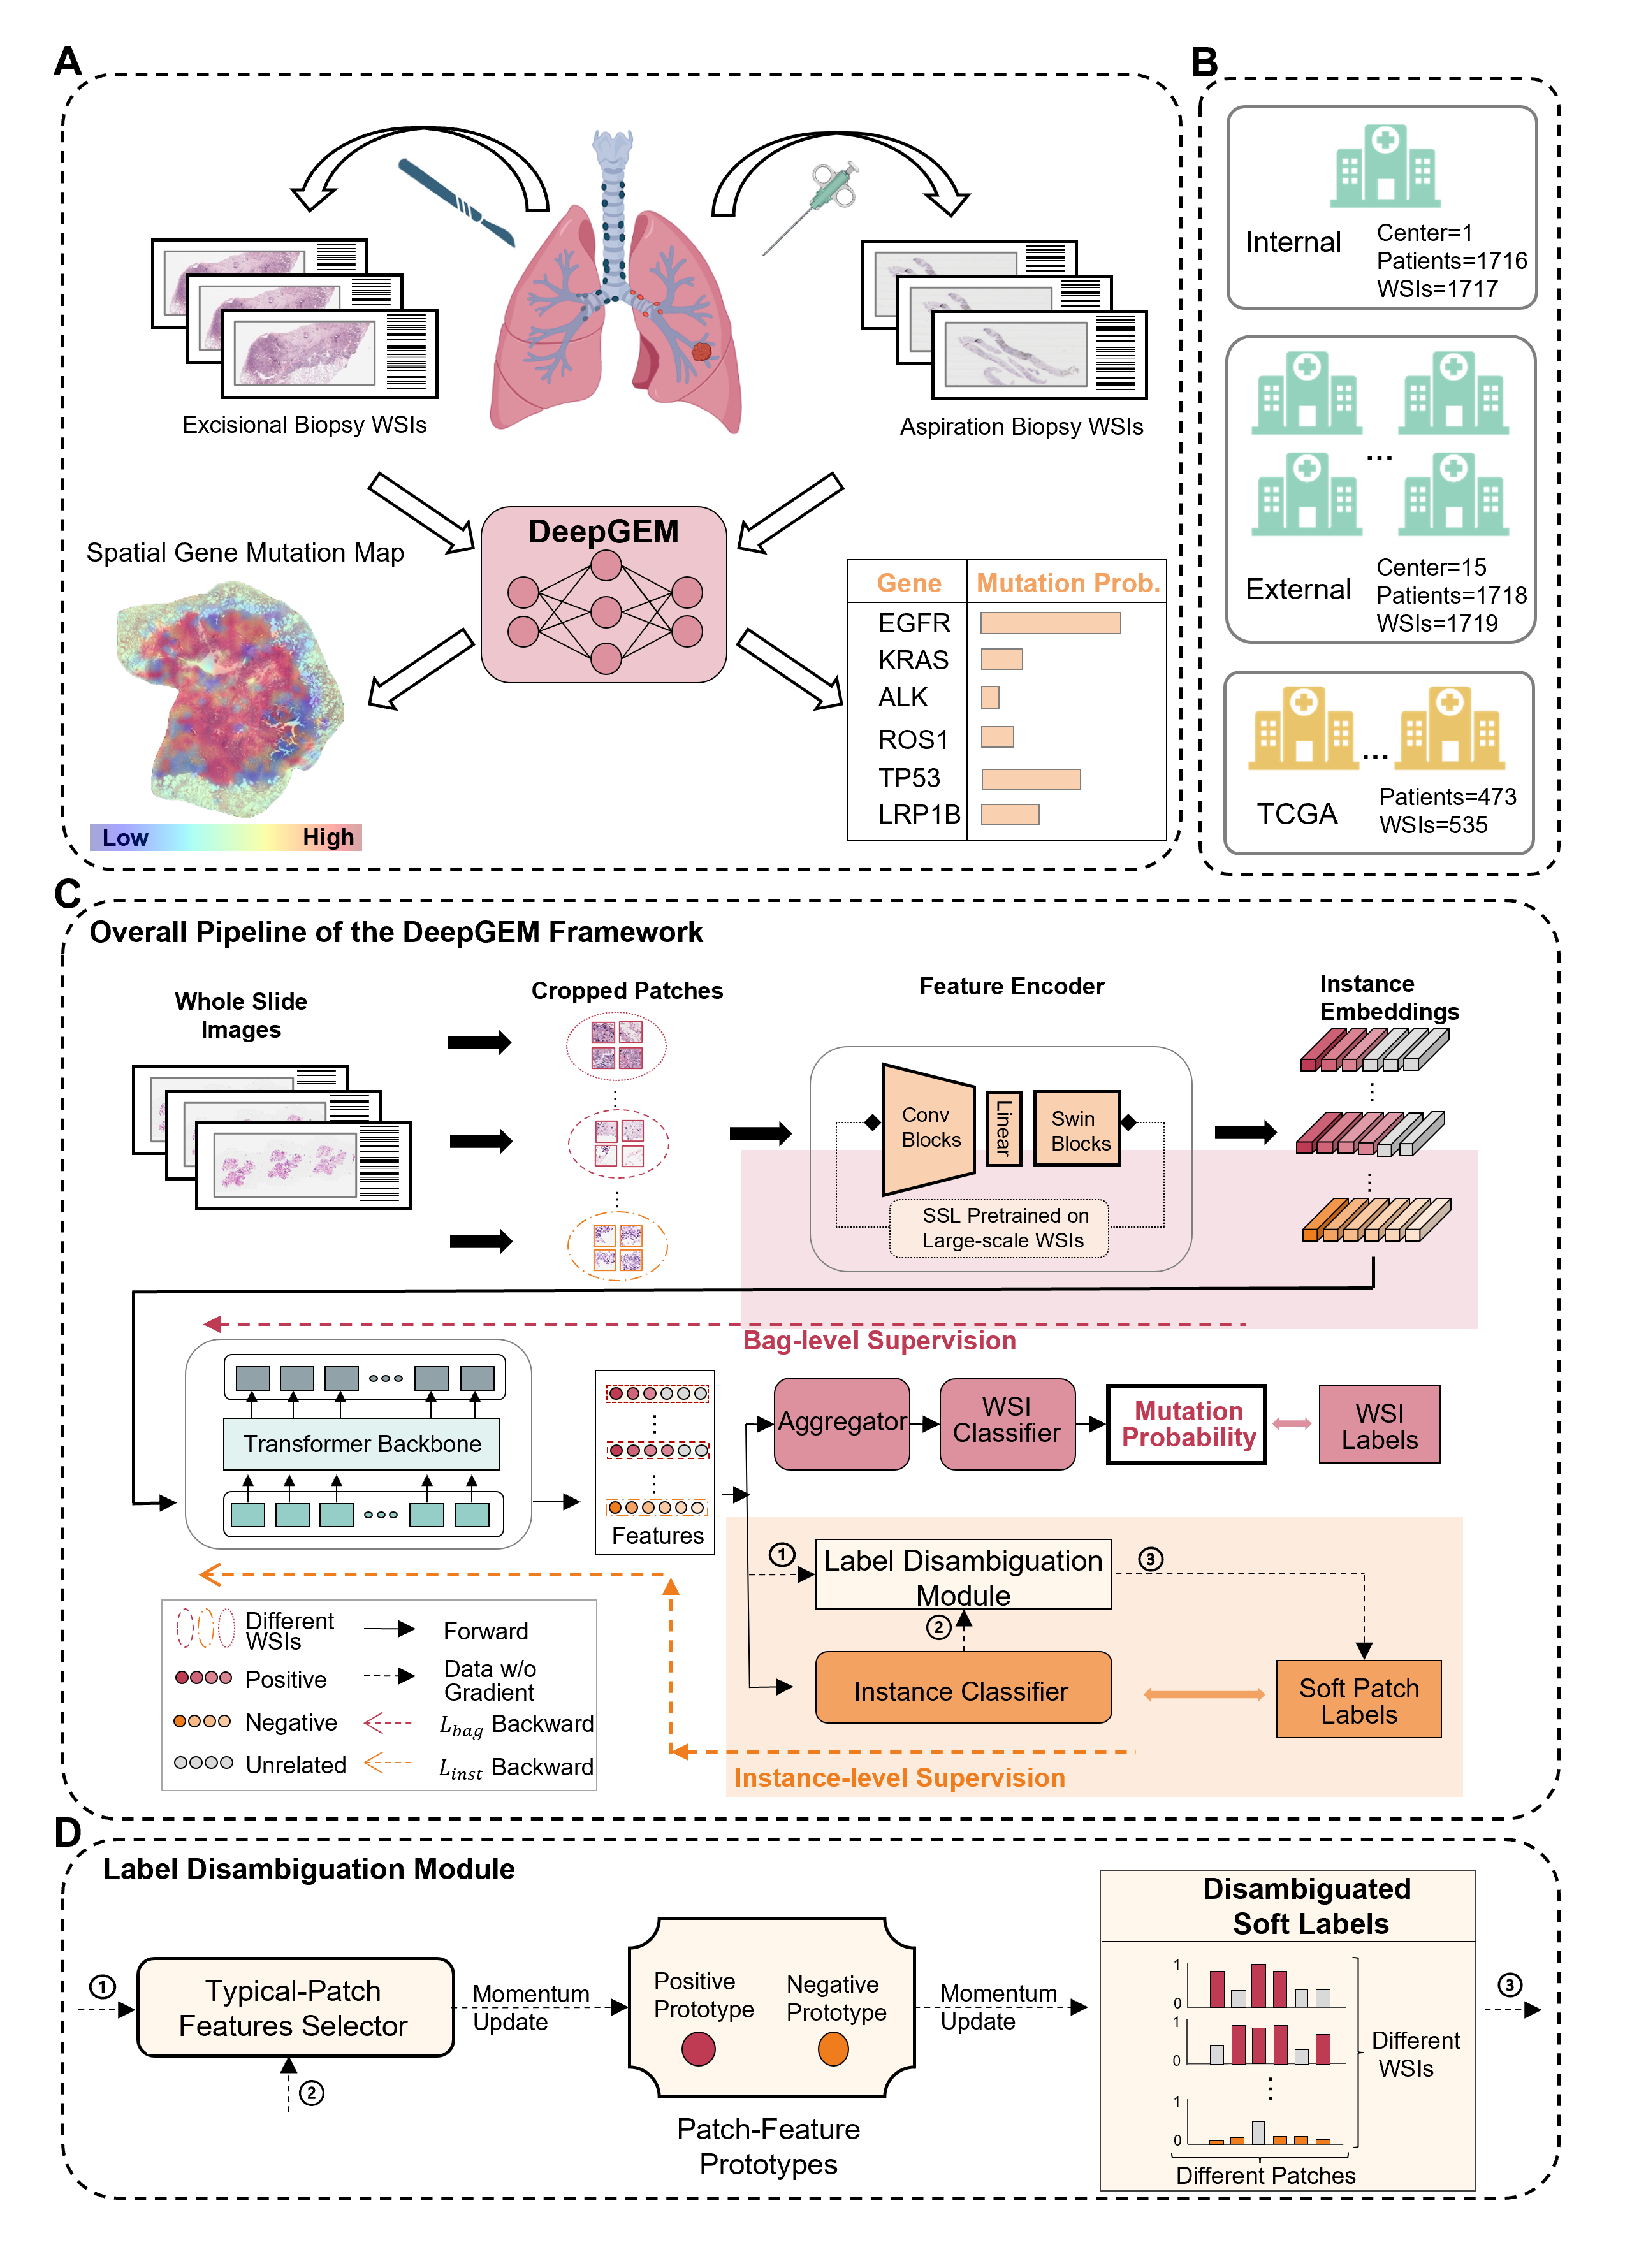 A
Excisional Biopsy WSIs
Aspiration Biopsy WSIs
DeepGEM
Spatial Gene Mutation Map
Low
High
Gene
Mutation Prob.
EGFR
KRAS
ALK
ROS1
TP53
LRP1B
B
Internal
Center=1
Patients=1716
WSIs=1717
...
External
Center=15
Patients=1718
WSIs=1719
...
TCGA
Patients=473
WSIs=535
C
Overall Pipeline of the DeepGEM Framework
Whole Slide
Images
Cropped Patches
Feature Encoder
Instance
Embeddings
Conv
Blocks
Linear
Swin
Blocks
SSL Pretrained on
Large-scale WSIs
Bag-level Supervision
Transformer Backbone
Features
Aggregator
WSI
Classifier
Mutation
Probability
WSI
Labels
①
Label Disambiguation
Module
③
②
Instance Classifier
Soft Patch
Labels
Instance-level Supervision
Different
WSIs
Forward
Positive
Data w/o
Gradient
Negative
L_bag Backward
Unrelated
L_inst Backward
D
Label Disambiguation Module
①
Typical-Patch
Features Selector
②
Momentum
Update
Positive
Prototype
Negative
Prototype
Patch-Feature
Prototypes
Momentum
Update
Disambiguated
Soft Labels
1
0
1
0
1
0
Different
WSIs
Different Patches
③